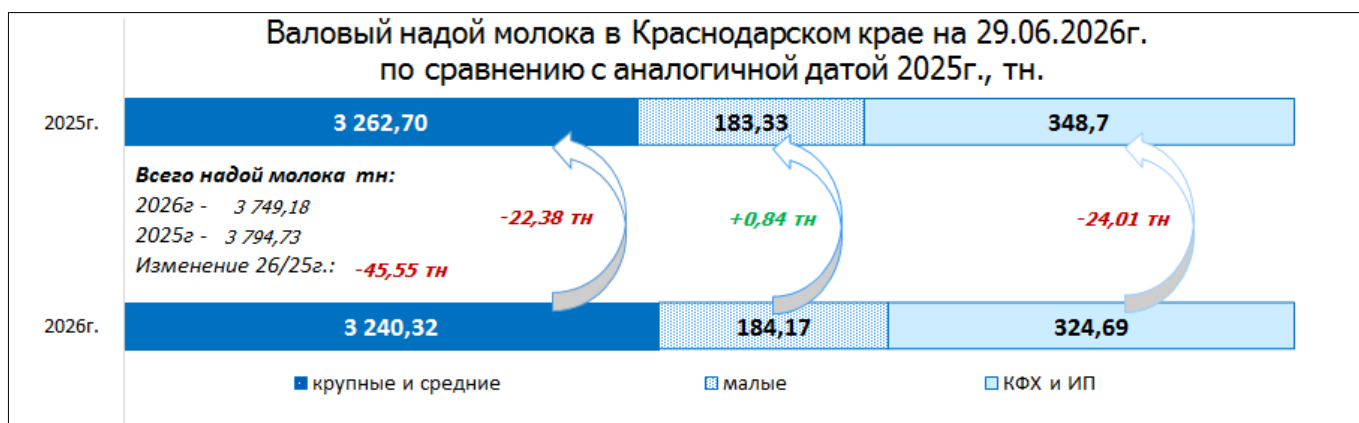 Валовый надой молока в Краснодарском крае на 29.06.2026г.
по сравнению с аналогичной датой 2025г., тн.
2025г.
3 262,70
183,33
348,7
Всего надой молока тн:
2026г - 3 749,18
2025г - 3 794,73
Изменение 26/25г.: -45,55 тн
-22,38 тн
+0,84 тн
-24,01 тн
2026г.
3 240,32
184,17
324,69
крупные и средние
малые
КФХ и ИП